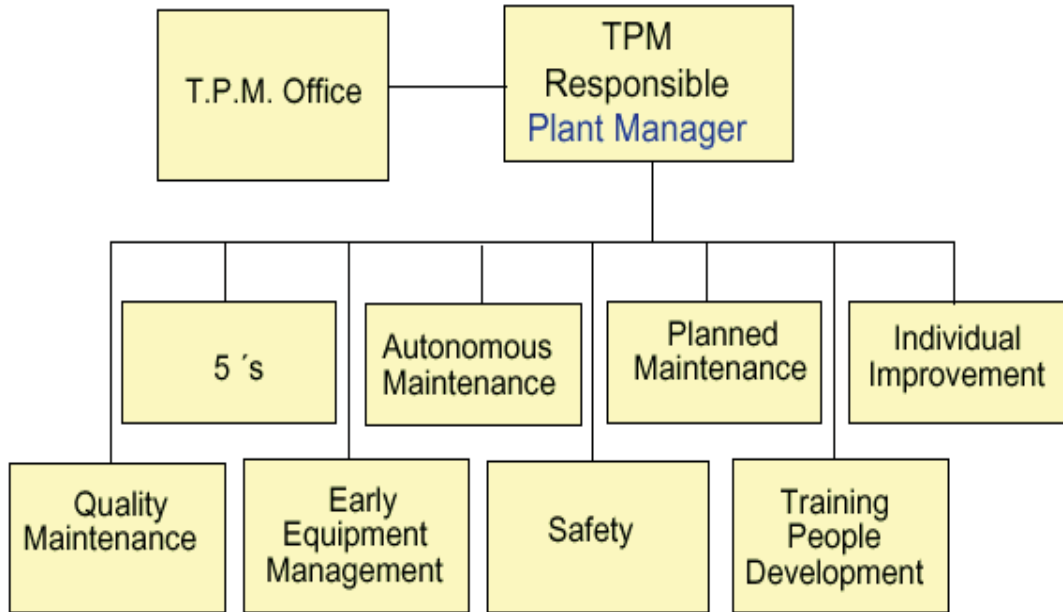 T.P.M. Office
TPM
Responsible
Plant Manager
5 ´s
Autonomous
Maintenance
Planned
Maintenance
Individual
Improvement
Quality
Maintenance
Early
Equipment
Management
Safety
Training
People
Development